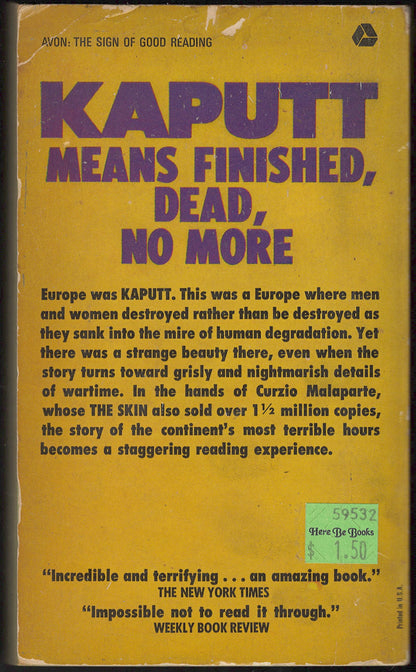 AVON: THE SIGN OF GOOD READING
KAPUTT
MEANS FINISHED,
DEAD,
NO MORE
Europe was KAPUTT. This was a Europe where men
and women destroyed rather than be destroyed as
they sank into the mire of human degradation. Yet
there was a strange beauty there, even when the
story turns toward grisly and nightmarish details
of wartime. In the hands of Curzio Malaparte,
whose THE SKIN also sold over 1½ million copies,
the story of the continent's most terrible hours
becomes a staggering reading experience.
59532
Here Be Books
$ 1.50
"Incredible and terrifying . . . an amazing book."
THE NEW YORK TIMES
"Impossible not to read it through."
WEEKLY BOOK REVIEW
Printed in U.S.A.